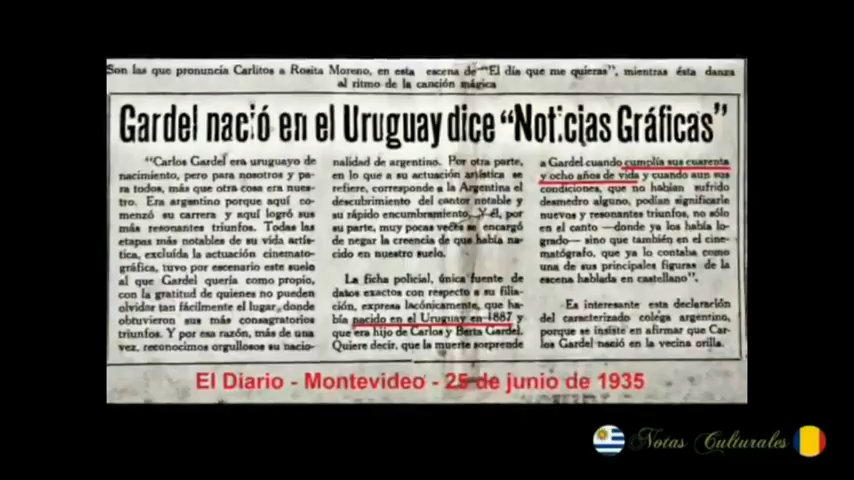 Son las que pronuncia Carlitos a Rosita Moreno, en esta escena de "El día que me quieras", mientras ésta danza
al ritmo de la canción mágica
Gardel nació en el Uruguay dice "Noticias Gráficas"
"Carlos Gardel era uruguayo de
nacimiento, pero para nosotros y pa-
ra todos, más que otra cosa era nues-
tro. Era argentino porque aquí co-
menzó su carrera y aquí logró sus
más resonantes triunfos. Todas las
etapas más notables de su vida artís-
tica, excluída la actuación cinemato-
gráfica, tuvo por escenario este suelo
al que Gardel quería como propio,
con la gratitud de quienes no pueden
olvidar tan fácilmente el lugar, donde
obtuvieron sus más consagratorios
triunfos. Y por esa razón, más de una
vez, reconocimos orgullosos su nacio-
nalidad de argentino. Por otra parte,
en lo que a su actuación artística se
refiere, corresponde a la Argentina el
descubrimiento del cantor notable y
su rápido encumbramiento. Y él, por
su parte, muy pocas veces se encargó
de negar la creencia de que había na-
cido en nuestro suelo.
La ficha policial, única fuente de
datos exactos con respecto a su filia-
ción, expresa lacónicamente, que ha-
bía nacido en el Uruguay en 1887 y
que era hijo de Carlos y Berta Gardel.
Quiere decir, que la muerte sorprende
a Gardel cuando cumplía sus cuarenta
y ocho años de vida y cuando aun sus
condiciones, que no habían sufrido
desmedro alguno, podían significarle
nuevos y resonantes triunfos, no sólo
en el canto —donde ya los había lo-
grado— sino que también en el cine-
matógrafo, que ya lo contaba como
una de sus principales figuras de la
escena hablada en castellano".
Es interesante esta declaración
del caracterizado colega argentino,
porque se insiste en afirmar que Car-
los Gardel nació en la vecina orilla.
El Diario - Montevideo - 25 de junio de 1935
Notas Culturales